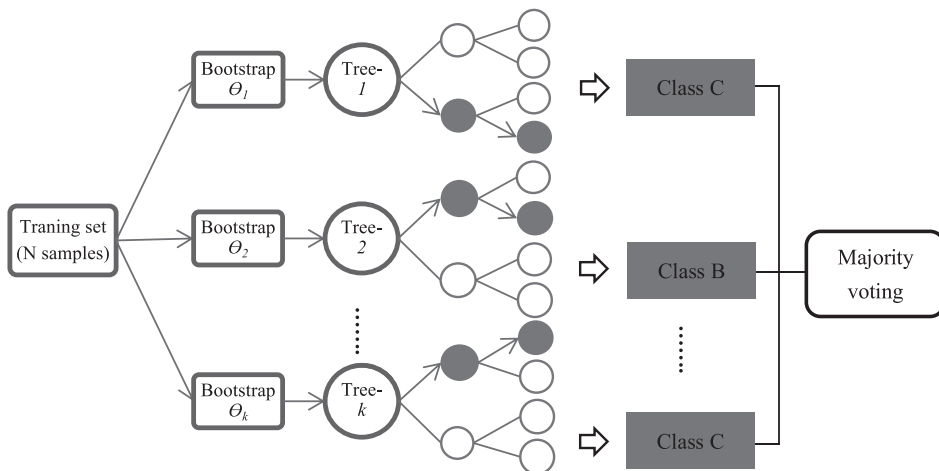 Traning set
(N samples)
Bootstrap
Θ1
Tree-
1
Class C
Bootstrap
Θ2
Tree-
2
Class B
Majority
voting
Bootstrap
Θk
Tree-
k
Class C